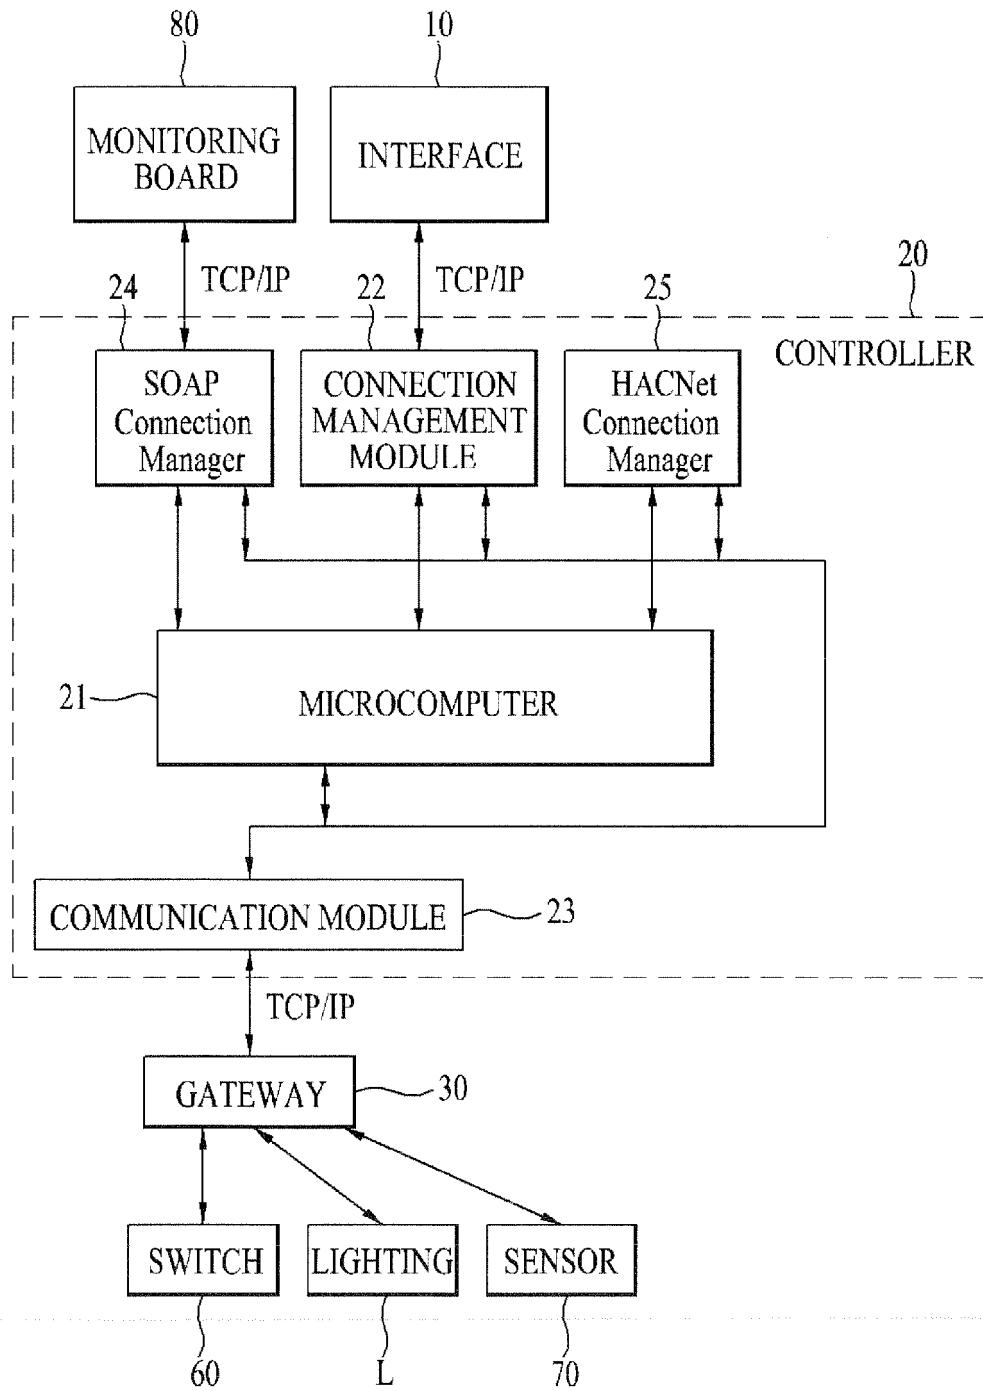 80
10
MONITORING
BOARD
INTERFACE
TCP/IP
TCP/IP
20
24
22
25
CONTROLLER
SOAP
Connection
Manager
CONNECTION
MANAGEMENT
MODULE
HACNet
Connection
Manager
21
MICROCOMPUTER
COMMUNICATION MODULE
23
TCP/IP
GATEWAY
30
SWITCH
LIGHTING
SENSOR
60
L
70